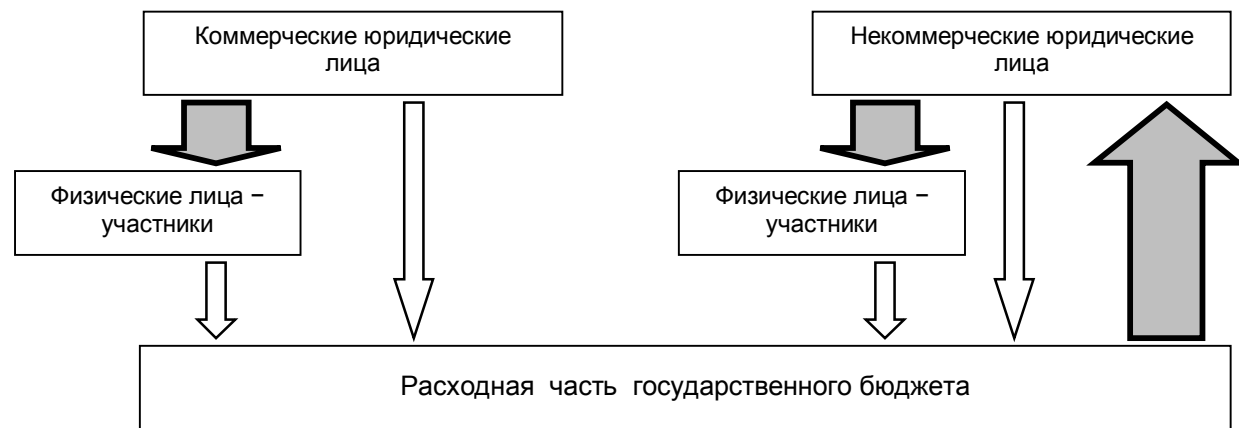 Коммерческие юридические
лица
Некоммерческие юридические
лица
Физические лица −
участники
Физические лица −
участники
Расходная часть государственного бюджета